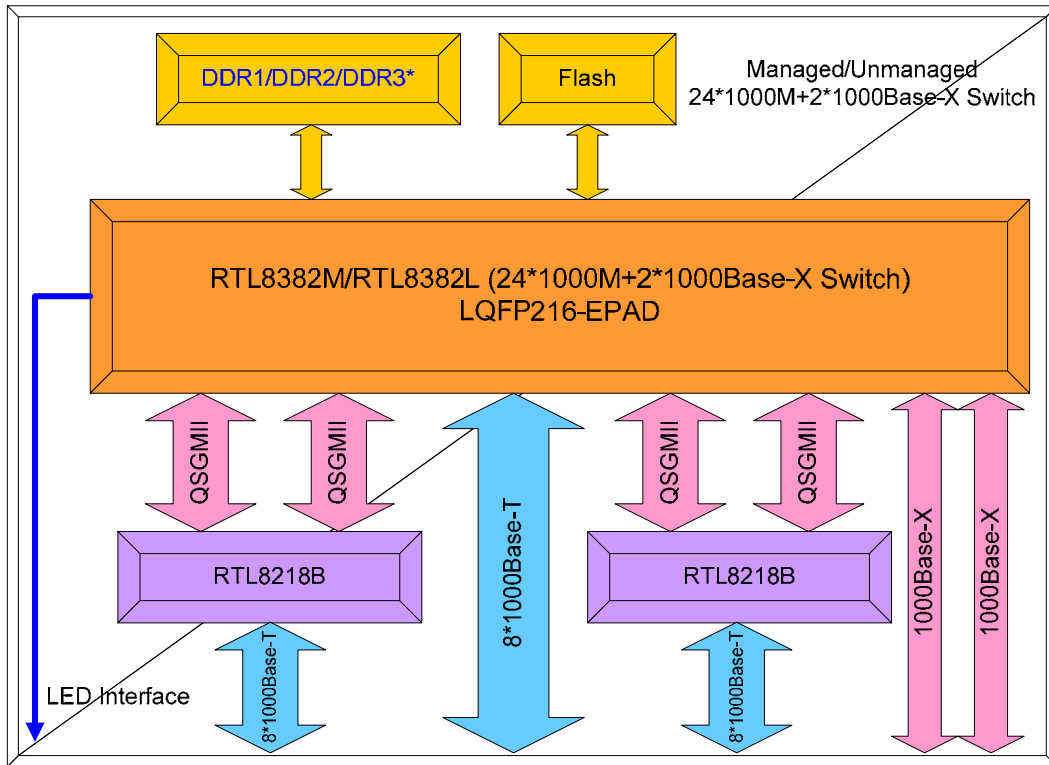 DDR1/DDR2/DDR3*
Flash
Managed/Unmanaged
24*1000M+2*1000Base-X Switch
RTL8382M/RTL8382L (24*1000M+2*1000Base-X Switch)
LQFP216-EPAD
QSGMII
QSGMII
8*1000Base-T
QSGMII
QSGMII
1000Base-X
1000Base-X
RTL8218B
RTL8218B
8*1000Base-T
8*1000Base-T
LED Interface